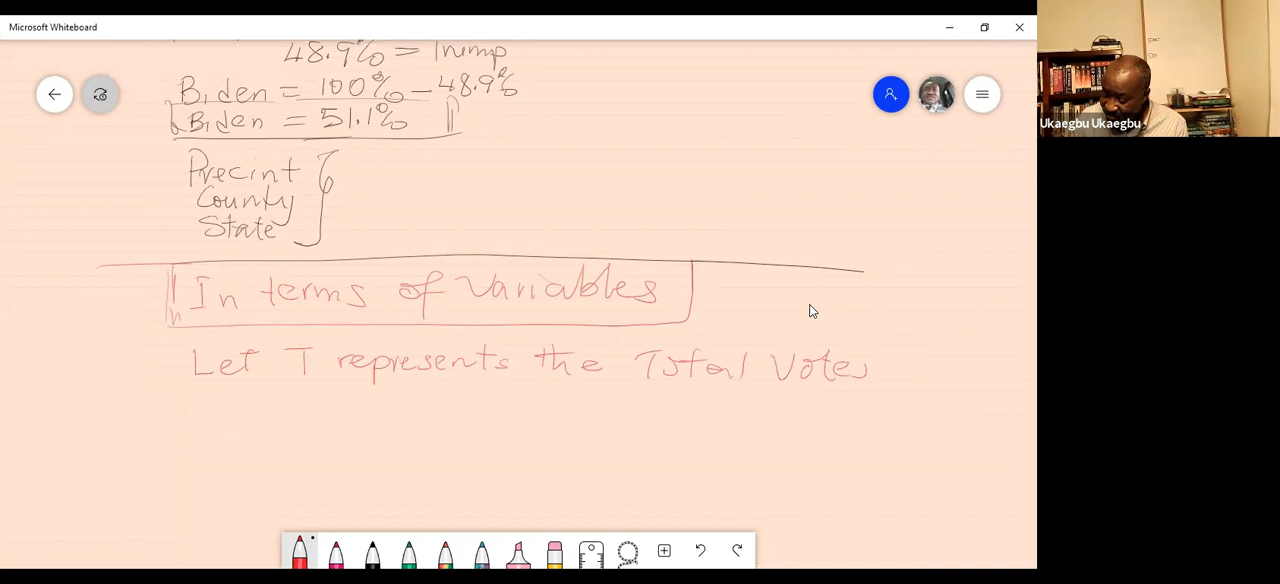 Microsoft Whiteboard
48.9% = Trump
Biden = 100% - 48.9%
Biden = 51.1%
Precint
County
State
In terms of Variables
Let T represents the Total Votes
Ukaegbu Ukaegbu